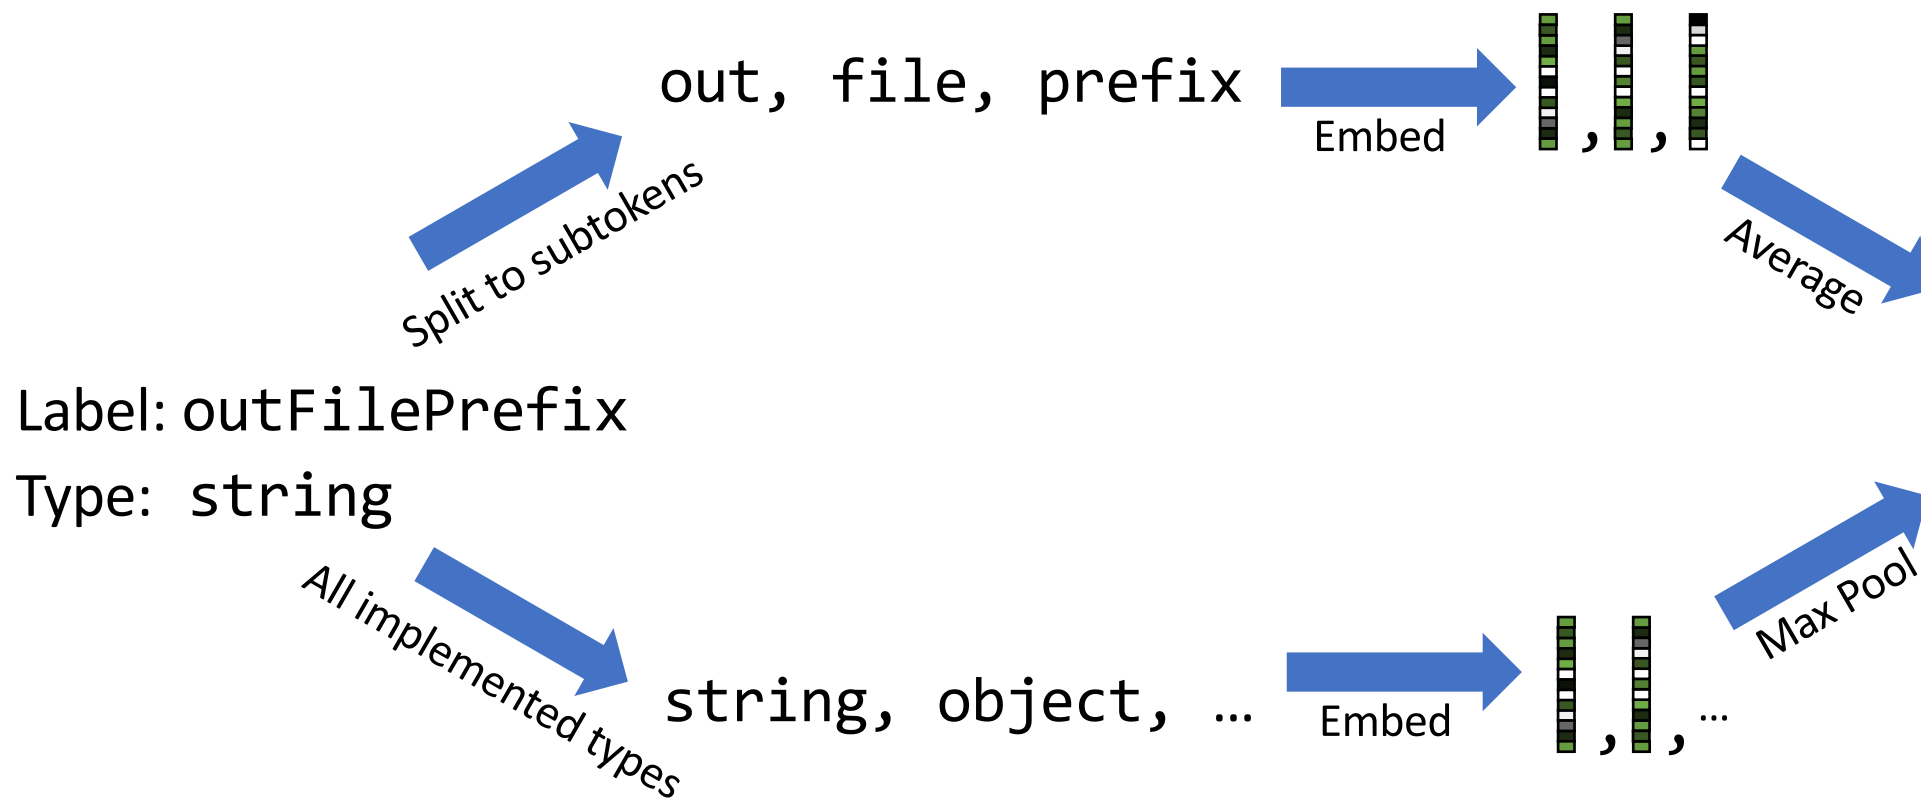 out, file, prefix
Embed
, ,
Split to subtokens
Average
Label: outFilePrefix
Type: string
All implemented types
string, object, …
Embed
, , …
Max Pool